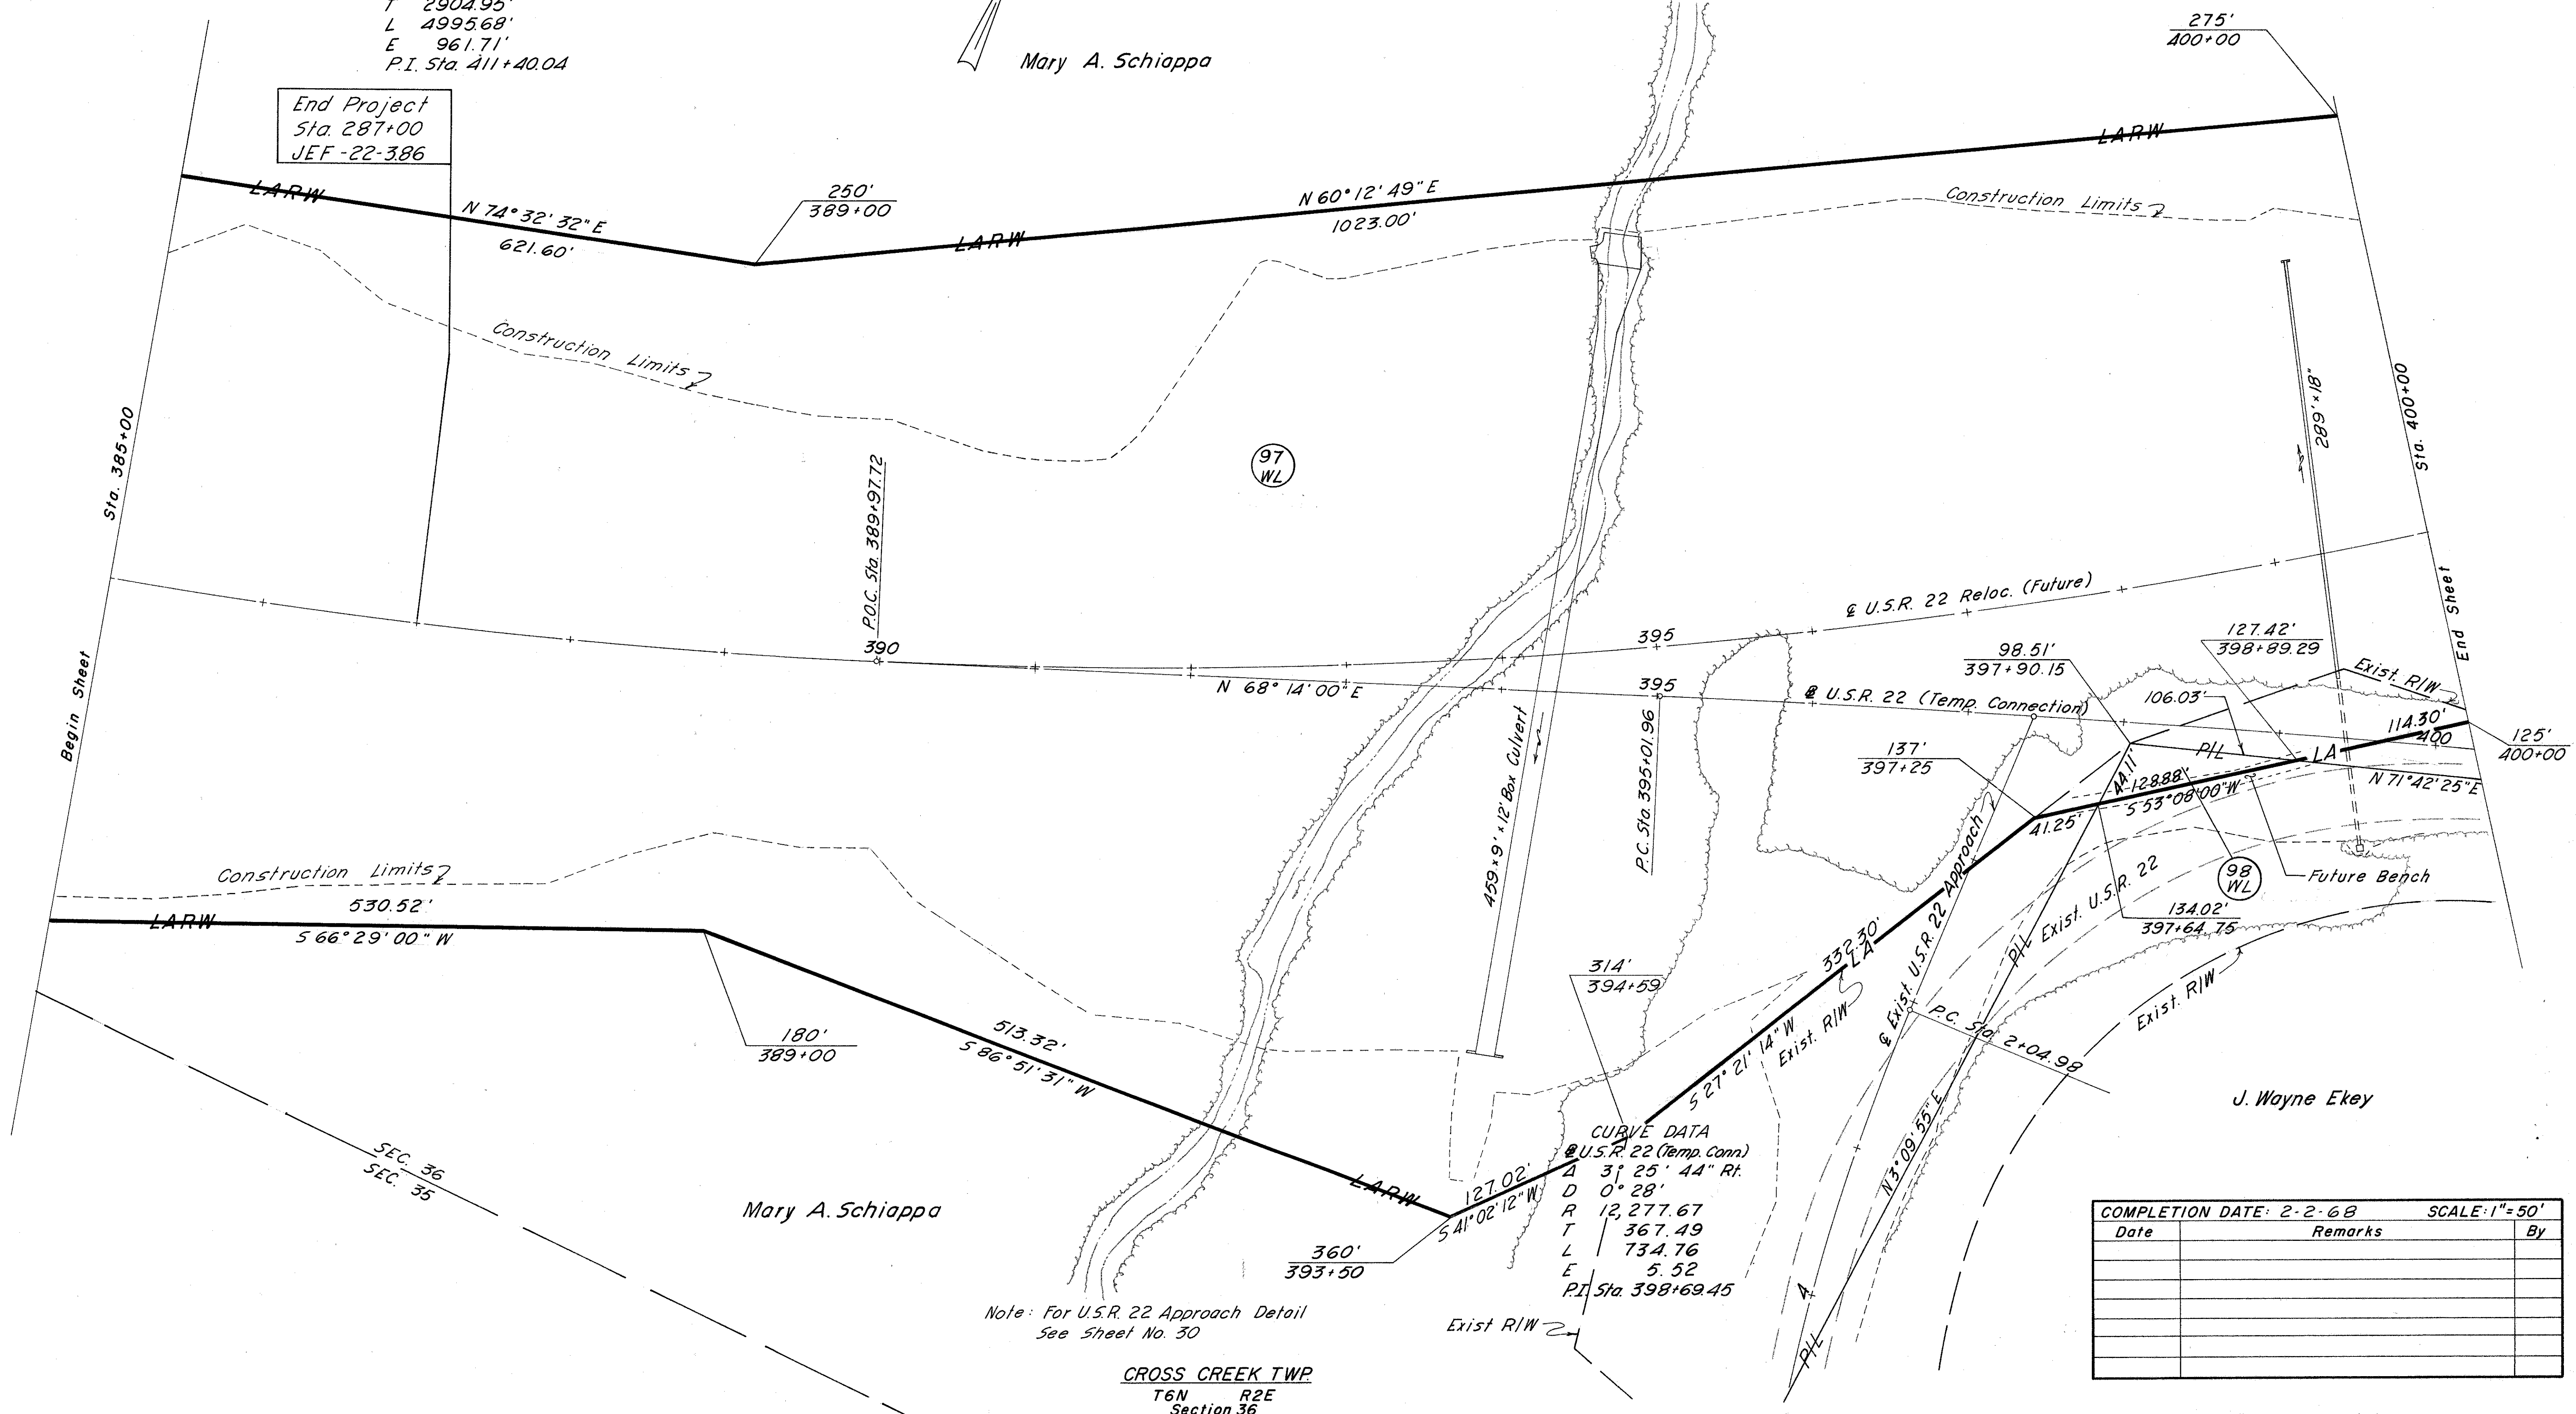 T 2904.95'
L 4995.68'
E 961.71'
P.I. Sta. 411+40.04
End Project
Sta. 287+00
JEF-22-3.86
Mary A. Schiappa
275'
400+00
LARW
N 74° 32' 32" E
621.60'
250'
389+00
LARW
N 60° 12' 49" E
1023.00'
LARW
Construction Limits
Construction Limits
Sta. 385+00
Begin Sheet
P.O.C. Sta. 389+97.72
97
WL
289'×18"
Sta. 400+00
End Sheet
390
395
℄ U.S.R. 22 Reloc. (Future)
N 68° 14' 00" E
395
℄ U.S.R. 22 (Temp. Connection)
98.51'
397+90.15
127.42'
398+89.29
106.03'
Exist. R/W
114.30'
400
125'
400+00
137'
397+25
P/L
LA
44.11'
128.88'
S 53° 08' 00" W
N 71° 42' 25" E
41.25'
459×9'×12' Box Culvert
P.C. Sta. 395+01.96
98
WL
Future Bench
134.02'
397+64.75
P/L
Exist. U.S.R. 22
Exist. R/W
℄ Exist. U.S.R. 22 Approach
P.C. Sta. 2+04.98
Construction Limits
LARW
530.52'
S 66° 29' 00" W
180'
389+00
513.32'
S 86° 51' 31" W
LARW
314'
394+59
332.30'
LA
S 27° 21' 14" W
Exist. R/W
127.02'
S 41° 02' 12" W
360'
393+50
CURVE DATA
℄ U.S.R. 22 (Temp. Conn.)
Δ 3° 25' 44" Rt.
D 0° 28'
R 12,277.67
T 367.49
L 734.76
E 5.52
P.I. Sta. 398+69.45
N 3° 09' 55" E
4
P/L
J. Wayne Ekey
SEC. 36
SEC. 35
Mary A. Schiappa
Note: For U.S.R. 22 Approach Detail
See Sheet No. 30
Exist R/W
CROSS CREEK TWP.
T6N R2E
Section 36
COMPLETION DATE: 2-2-68 SCALE: 1"=50'
Date Remarks By